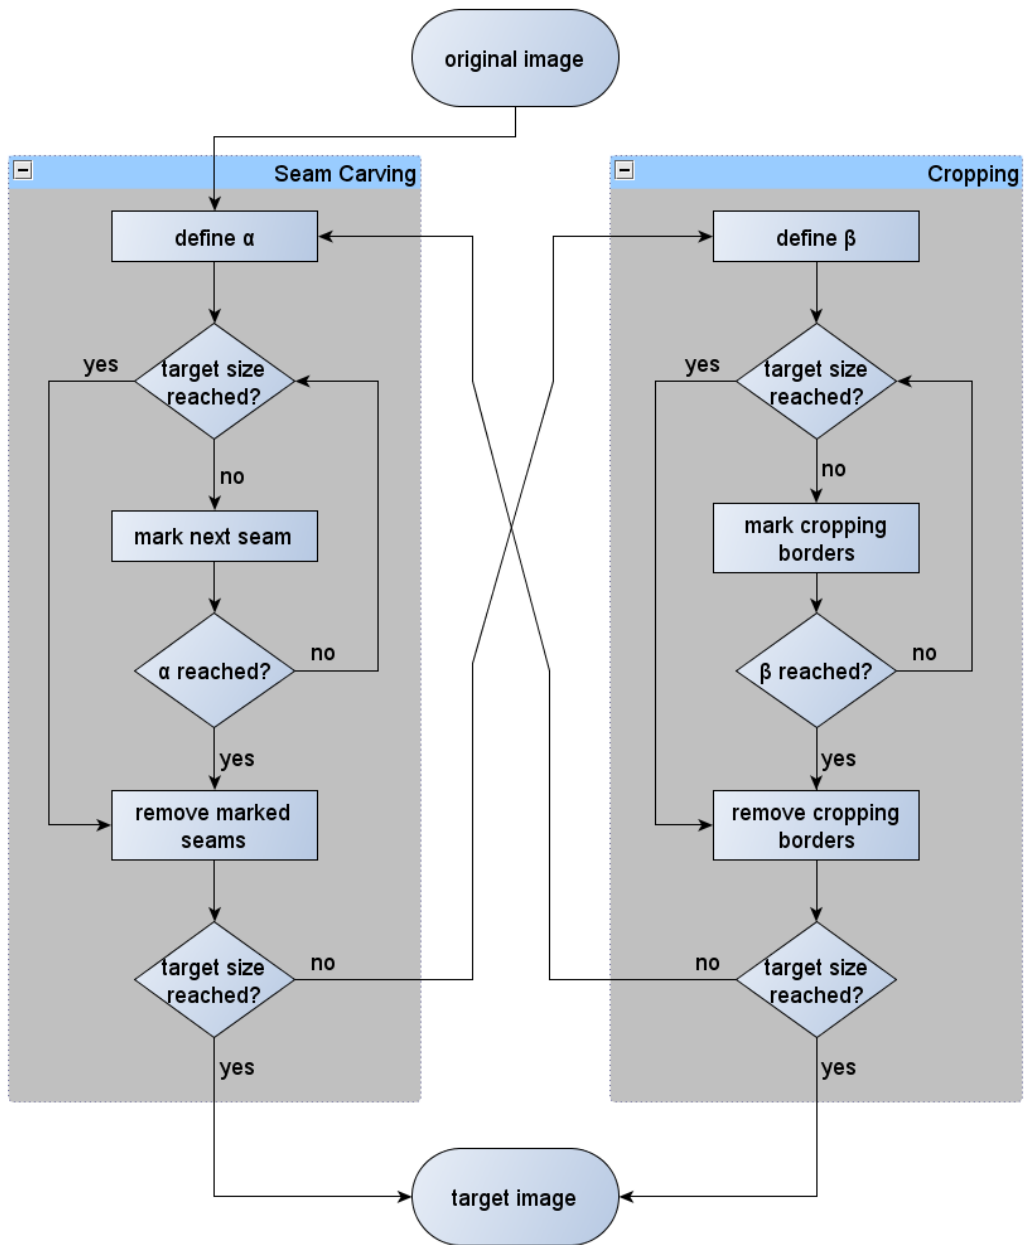 original image
Seam Carving
define α
target size
reached?
yes
no
mark next seam
α reached?
no
yes
remove marked
seams
target size
reached?
no
yes
Cropping
define β
target size
reached?
yes
no
mark cropping
borders
β reached?
no
yes
remove cropping
borders
target size
reached?
no
yes
target image